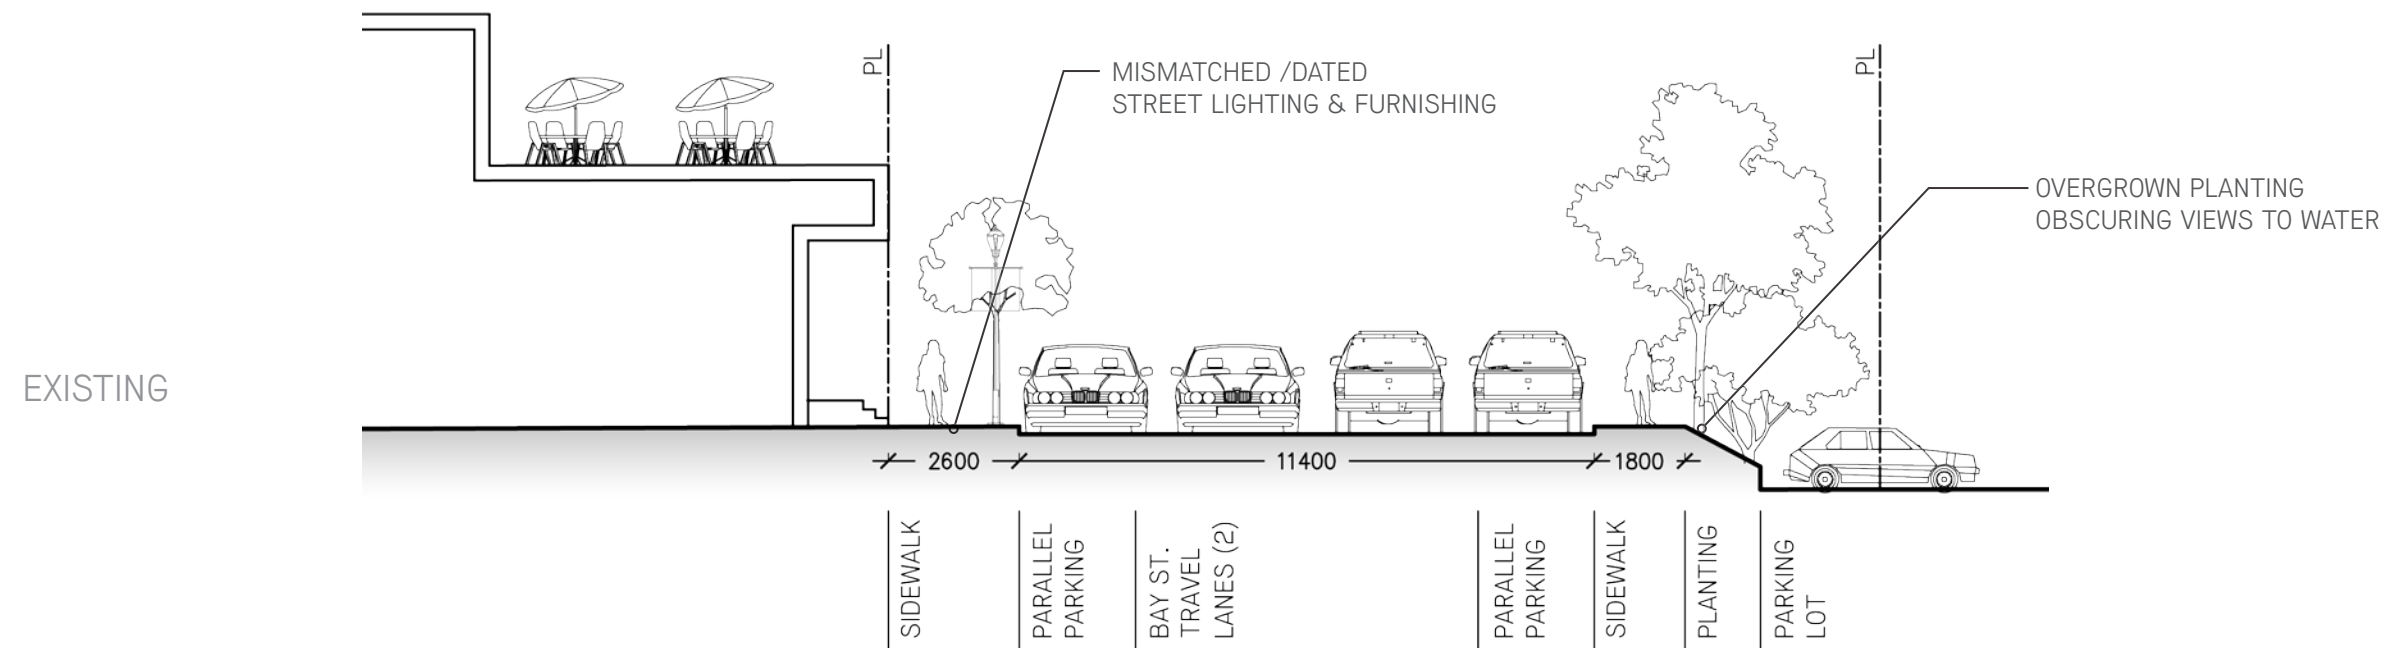 PL
PL
MISMATCHED /DATED
STREET LIGHTING & FURNISHING
OVERGROWN PLANTING
OBSCURING VIEWS TO WATER
EXISTING
2600
11400
1800
SIDEWALK
PARALLEL
PARKING
BAY ST.
TRAVEL
LANES (2)
PARALLEL
PARKING
SIDEWALK
PLANTING
PARKING
LOT